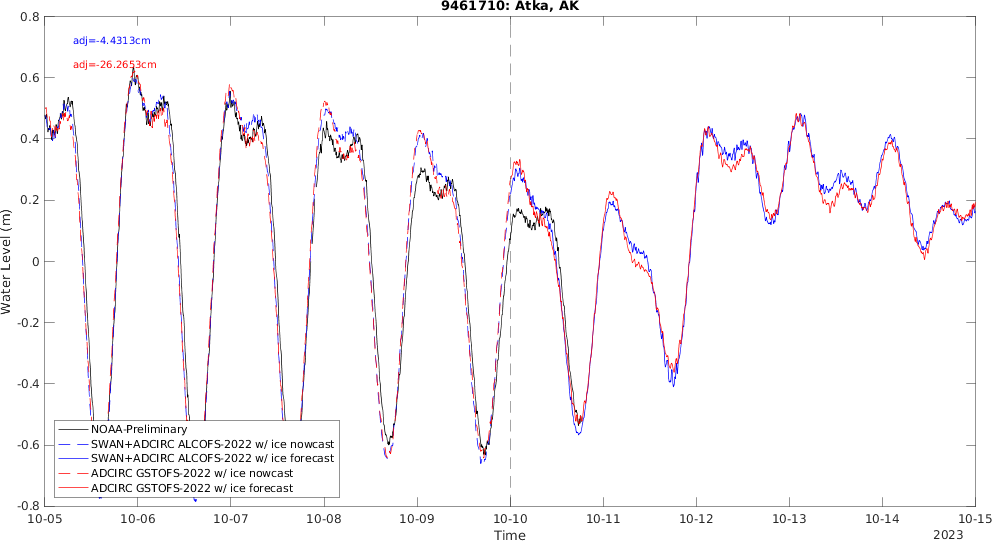 9461710: Atka, AK
adj=-4.4313cm
adj=-26.2653cm
Water Level (m)
0.8
0.6
0.4
0.2
0
-0.2
-0.4
-0.6
-0.8
NOAA-Preliminary
SWAN+ADCIRC ALCOFS-2022 w/ ice nowcast
SWAN+ADCIRC ALCOFS-2022 w/ ice forecast
ADCIRC GSTOFS-2022 w/ ice nowcast
ADCIRC GSTOFS-2022 w/ ice forecast
10-05 10-06 10-07 10-08 10-09 10-10 10-11 10-12 10-13 10-14 10-15
Time
2023